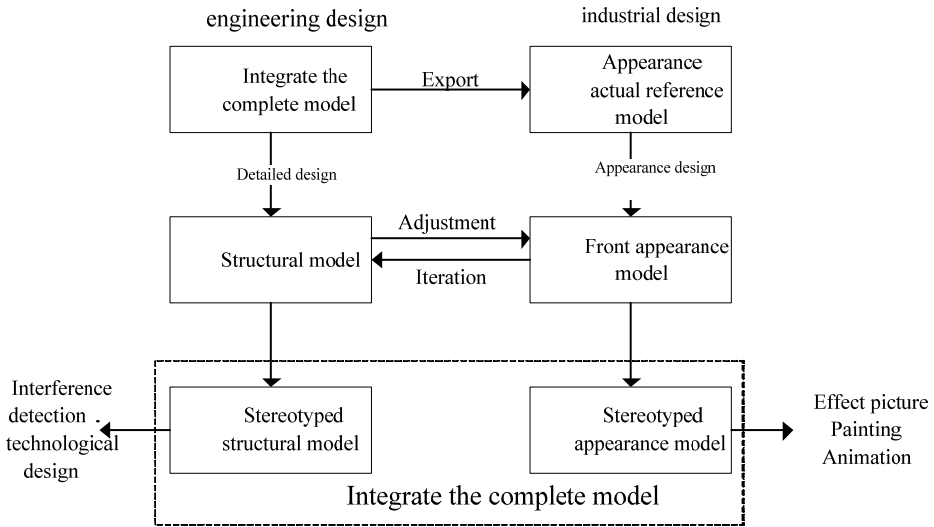 engineering design
industrial design
Integrate the
complete model
Export
Appearance
actual reference
model
Detailed design
Appearance design
Structural model
Adjustment
Iteration
Front appearance
model
Interference
detection .
technological
design
Stereotyped
structural model
Stereotyped
appearance model
Effect picture
Painting
Animation
Integrate the complete model